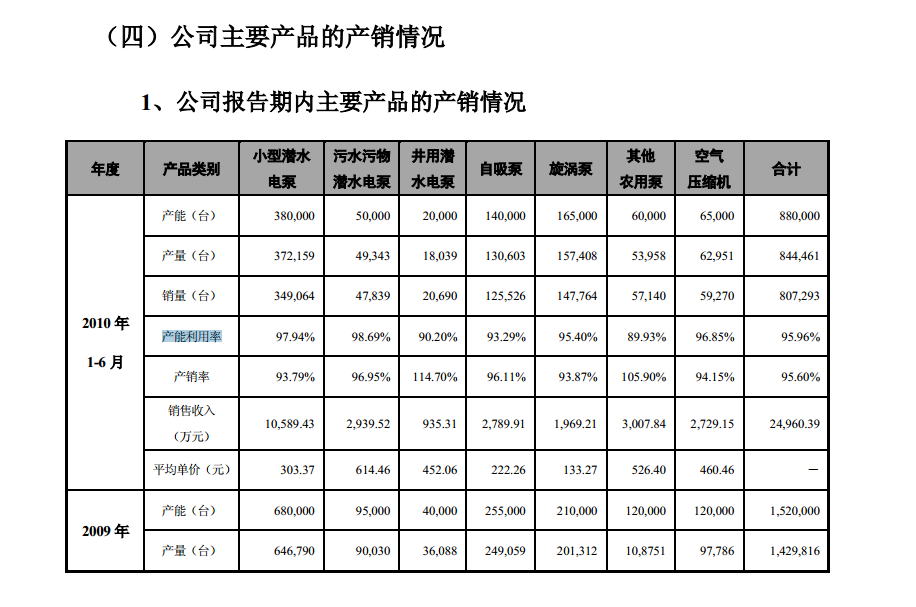 （四）公司主要产品的产销情况
1、公司报告期内主要产品的产销情况
年度 产品类别 小型潜水电泵 污水污物潜水电泵 井用潜水电泵 自吸泵 旋涡泵 其他农用泵 空气压缩机 合计
2010 年 1-6 月 产能（台） 380,000 50,000 20,000 140,000 165,000 60,000 65,000 880,000
产量（台） 372,159 49,343 18,039 130,603 157,408 53,958 62,951 844,461
销量（台） 349,064 47,839 20,690 125,526 147,764 57,140 59,270 807,293
产能利用率 97.94% 98.69% 90.20% 93.29% 95.40% 89.93% 96.85% 95.96%
产销率 93.79% 96.95% 114.70% 96.11% 93.87% 105.90% 94.15% 95.60%
销售收入（万元） 10,589.43 2,939.52 935.31 2,789.91 1,969.21 3,007.84 2,729.15 24,960.39
平均单价（元） 303.37 614.46 452.06 222.26 133.27 526.40 460.46 －
2009 年 产能（台） 680,000 95,000 40,000 255,000 210,000 120,000 120,000 1,520,000
产量（台） 646,790 90,030 36,088 249,059 201,312 10,8751 97,786 1,429,816